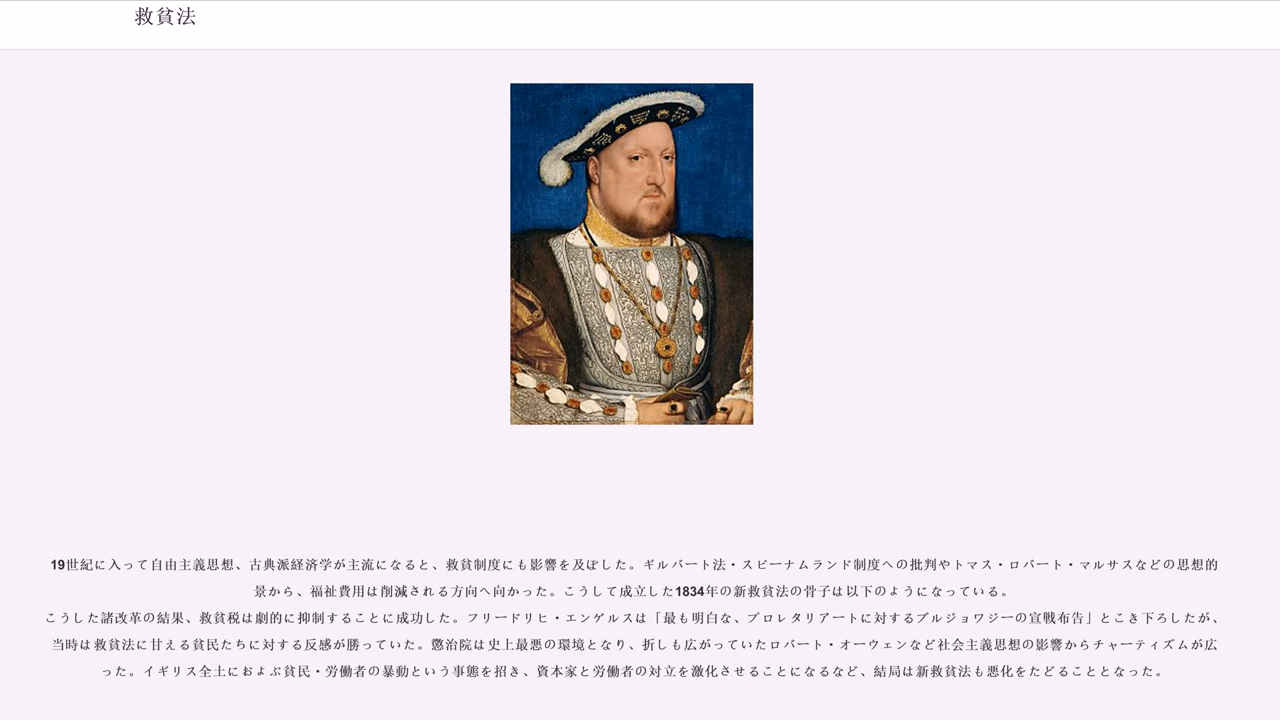 救貧法
19世紀に入って自由主義思想、古典派経済学が主流になると、救貧制度にも影響を及ぼした。ギルバート法・スピーナムランド制度への批判やトマス・ロバート・マルサスなどの思想的
景から、福祉費用は削減される方向へ向かった。こうして成立した1834年の新救貧法の骨子は以下のようになっている。
こうした諸改革の結果、救貧税は劇的に抑制することに成功した。フリードリヒ・エンゲルスは「最も明白な、プロレタリアートに対するブルジョワジーの宣戦布告」とこき下ろしたが、
当時は救貧法に甘える貧民たちに対する反感が勝っていた。懲治院は史上最悪の環境となり、折しも広がっていたロバート・オーウェンなど社会主義思想の影響からチャーティズムが広
った。イギリス全土におよぶ貧民・労働者の暴動という事態を招き、資本家と労働者の対立を激化させることになるなど、結局は新救貧法も悪化をたどることとなった。